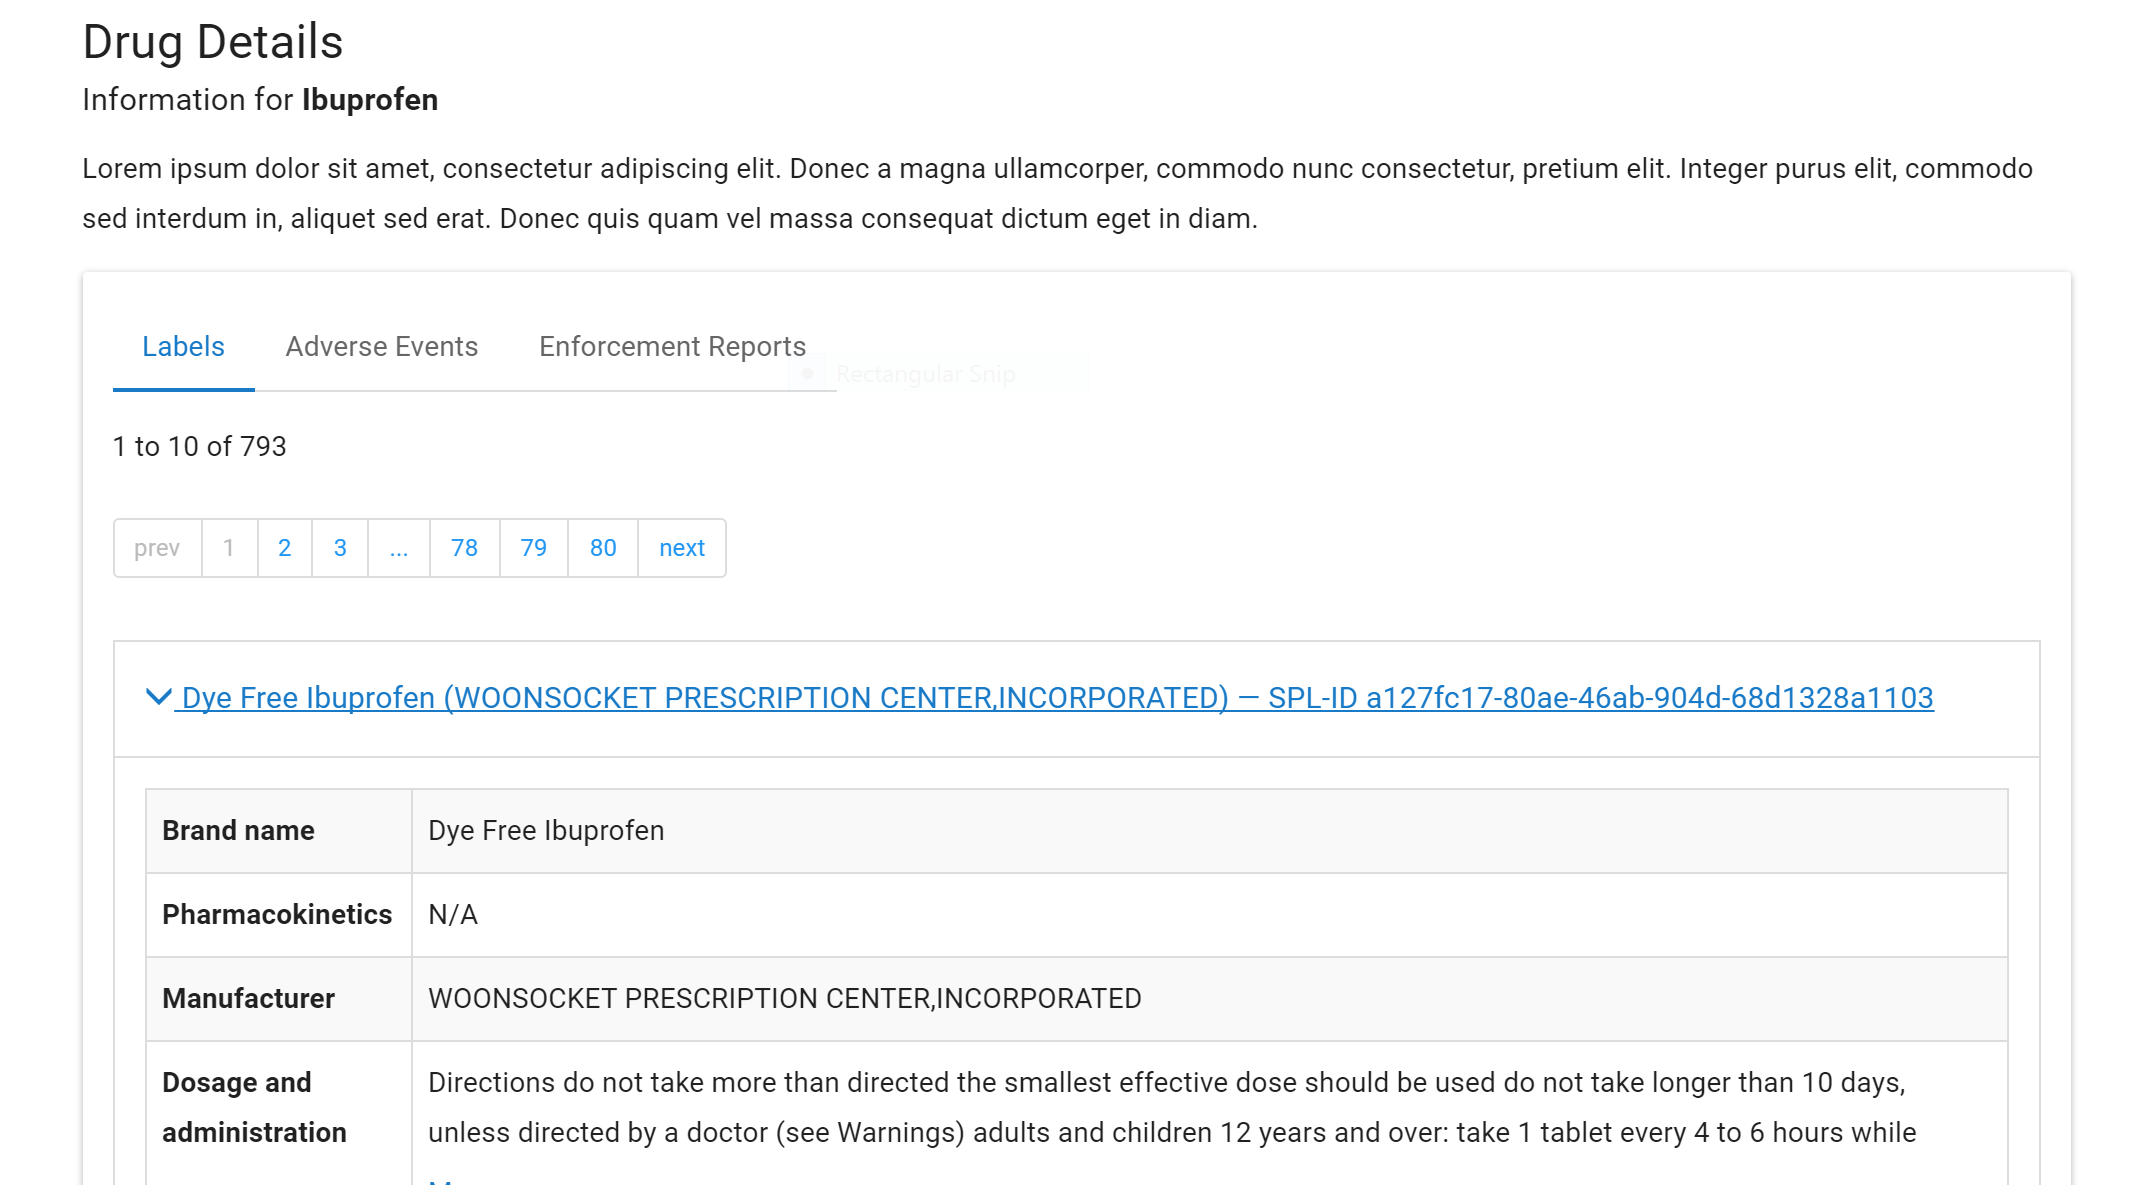 Drug Details
Information for Ibuprofen
Lorem ipsum dolor sit amet, consectetur adipiscing elit. Donec a magna ullamcorper, commodo nunc consectetur, pretium elit. Integer purus elit, commodo
sed interdum in, aliquet sed erat. Donec quis quam vel massa consequat dictum eget in diam.
Labels Adverse Events Enforcement Reports
Rectangular Snip
1 to 10 of 793
prev 1 2 3 ... 78 79 80 next
Dye Free Ibuprofen (WOONSOCKET PRESCRIPTION CENTER,INCORPORATED) — SPL-ID a127fc17-80ae-46ab-904d-68d1328a1103
Brand name Dye Free Ibuprofen
Pharmacokinetics N/A
Manufacturer WOONSOCKET PRESCRIPTION CENTER,INCORPORATED
Dosage and Directions do not take more than directed the smallest effective dose should be used do not take longer than 10 days,
administration unless directed by a doctor (see Warnings) adults and children 12 years and over: take 1 tablet every 4 to 6 hours while